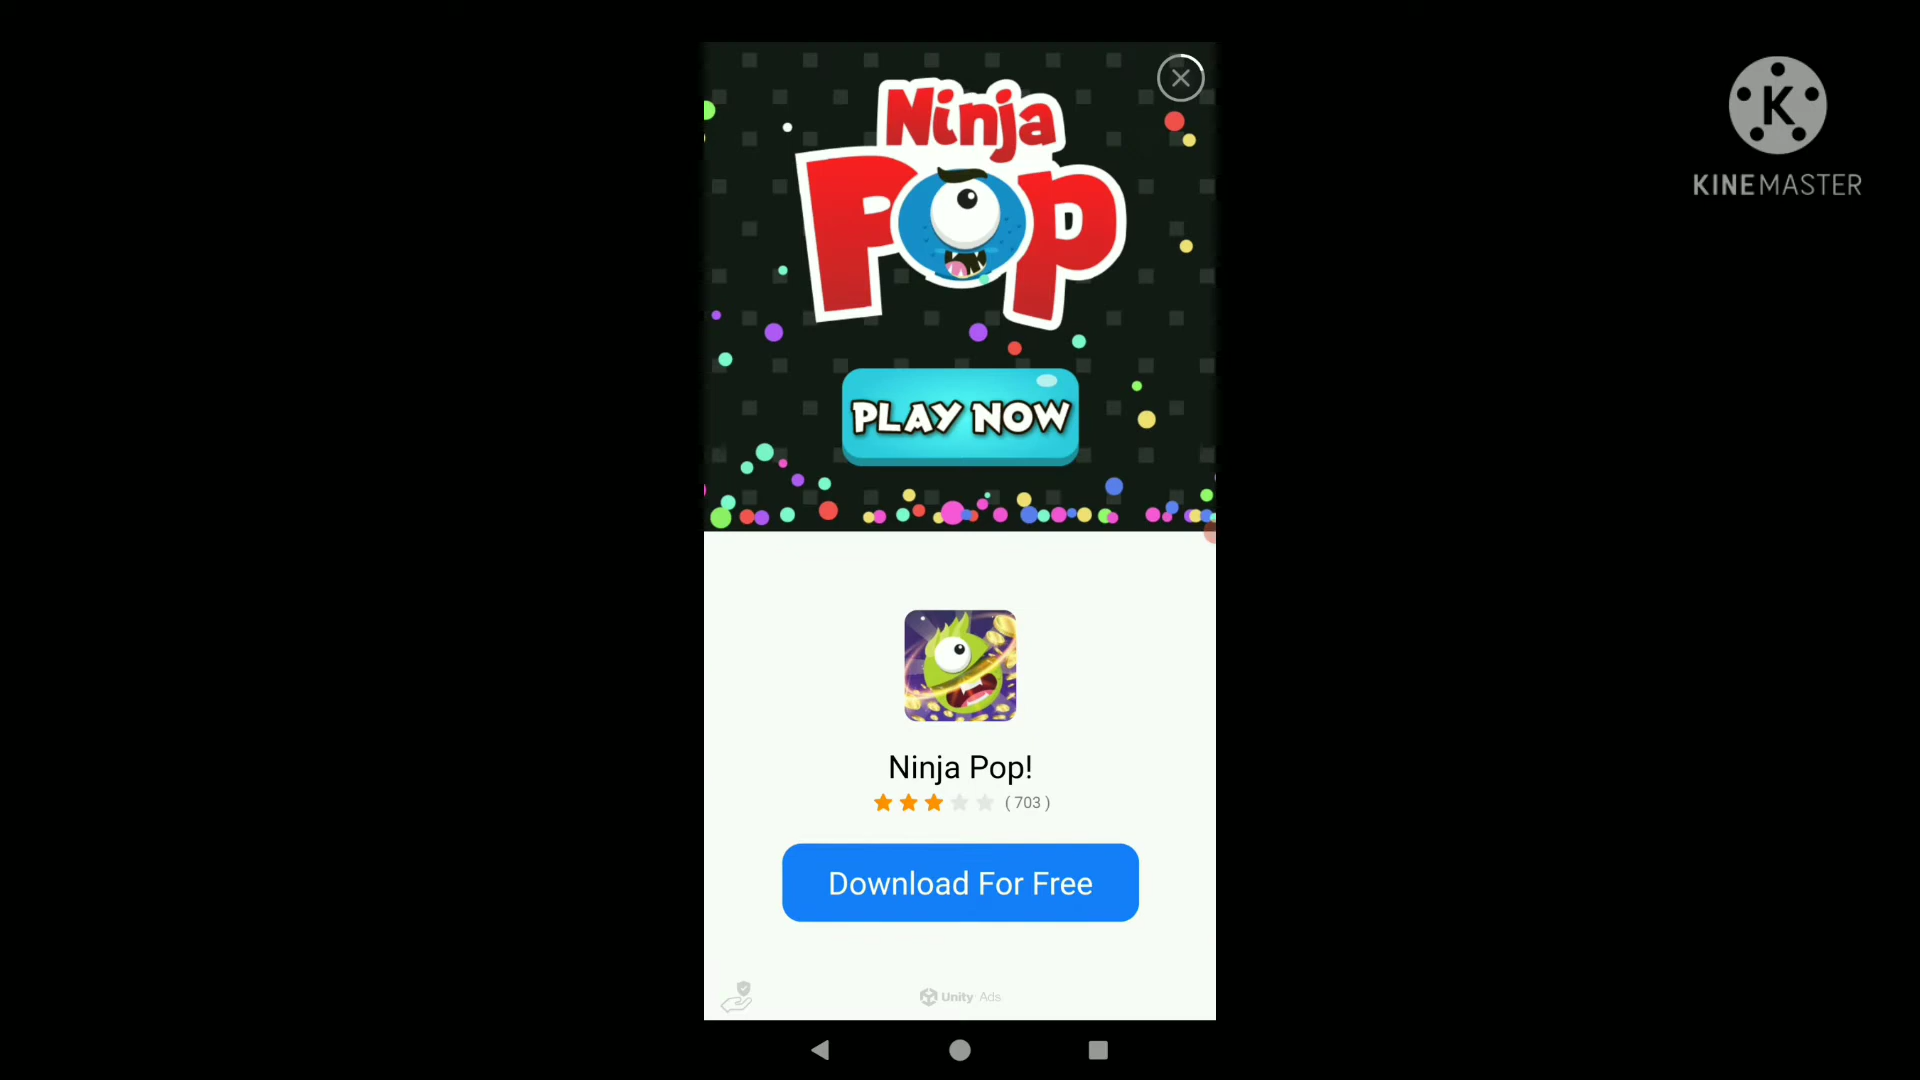 Ninja
Pop
PLAY NOW
Ninja Pop!
( 703 )
Download For Free
Unity Ads
K
KINEMASTER